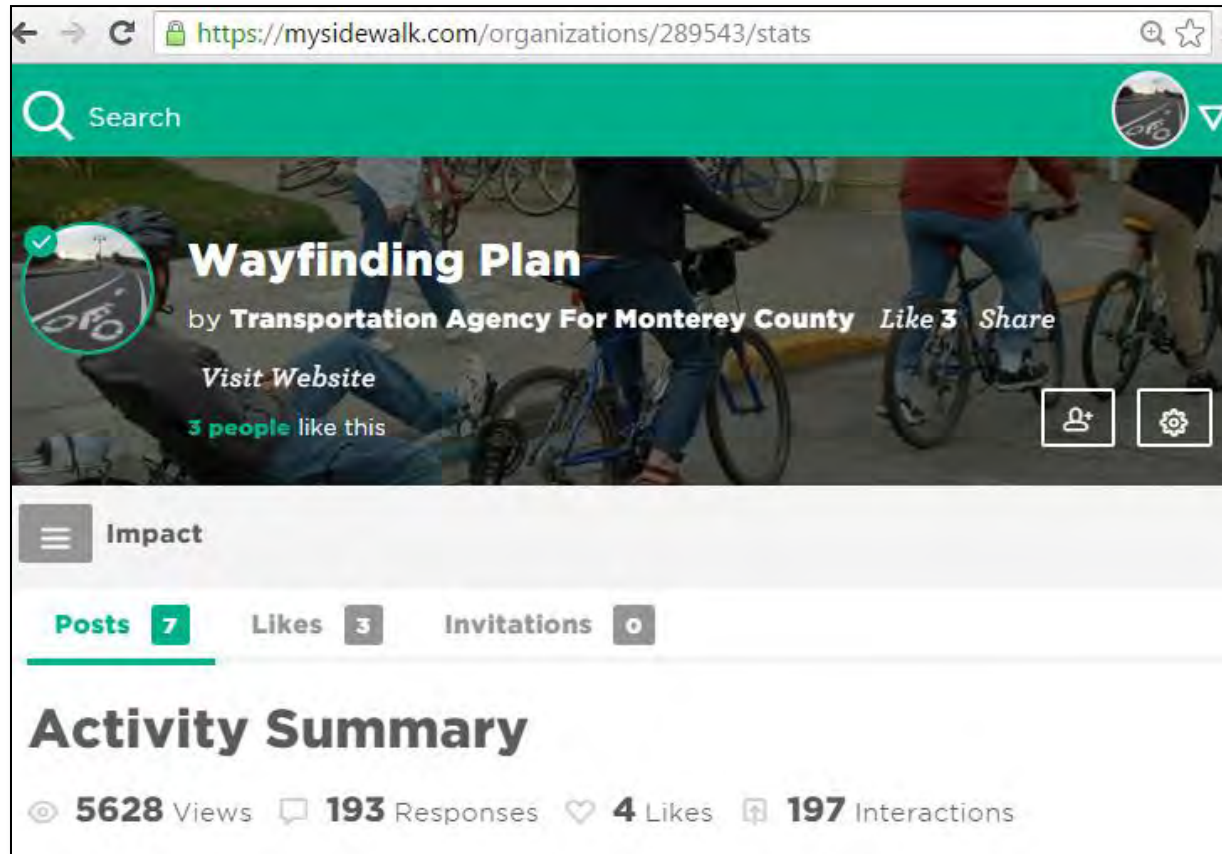 https://mysidewalk.com/organizations/289543/stats
Search
Wayfinding Plan
by Transportation Agency For Monterey County Like 3 Share
Visit Website
3 people like this
Impact
Posts 7 Likes 3 Invitations 0
Activity Summary
5628 Views 193 Responses 4 Likes 197 Interactions